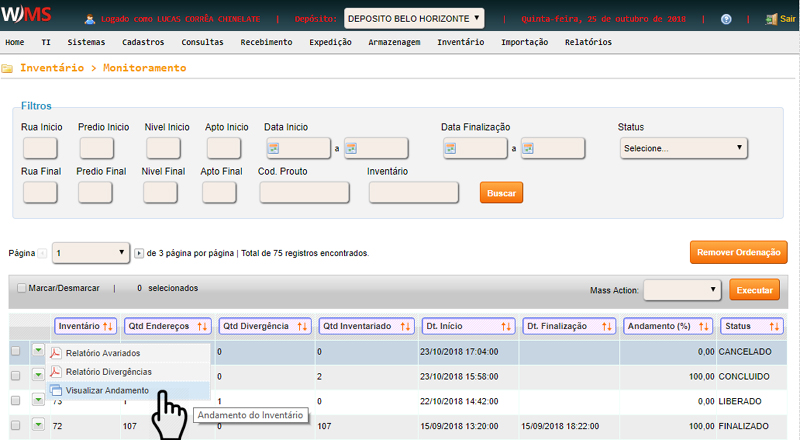 WMS Logado como LUCAS CORRÊA CHENELATE | Depósito: DEPOSITO BELO HORIZONTE | Quinta-feira, 25 de outubro de 2018 | | Sair
Home TI Sistemas Cadastros Consultas Recebimento Expedição Armazenagem Inventário Importação Relatórios
Inventário > Monitoramento
Filtros
Rua Inicio Predio Inicio Nivel Inicio Apto Inicio Data Inicio Data Finalização Status
a a Selecione...
Rua Final Predio Final Nivel Final Apto Final Cod. Prouto Inventário
Buscar
Página 1 de 3 página por página | Total de 75 registros encontrados. Remover Ordenação
Marcar/Desmarcar | 0 selecionados Mass Action: Executar
Inventário Qtd Endereços Qtd Divergência Qtd Inventariado Dt. Início Dt. Finalização Andamento (%) Status
Relatório Avariados 0 0 23/10/2018 17:04:00 0,00 CANCELADO
Relatório Divergências 0 2 23/10/2018 15:58:00 100,00 CONCLUIDO
Visualizar Andamento
73 1 1 0 22/10/2018 14:42:00 0,00 LIBERADO
Andamento do Inventário
72 107 0 107 15/09/2018 13:20:00 15/09/2018 18:22:00 100,00 FINALIZADO